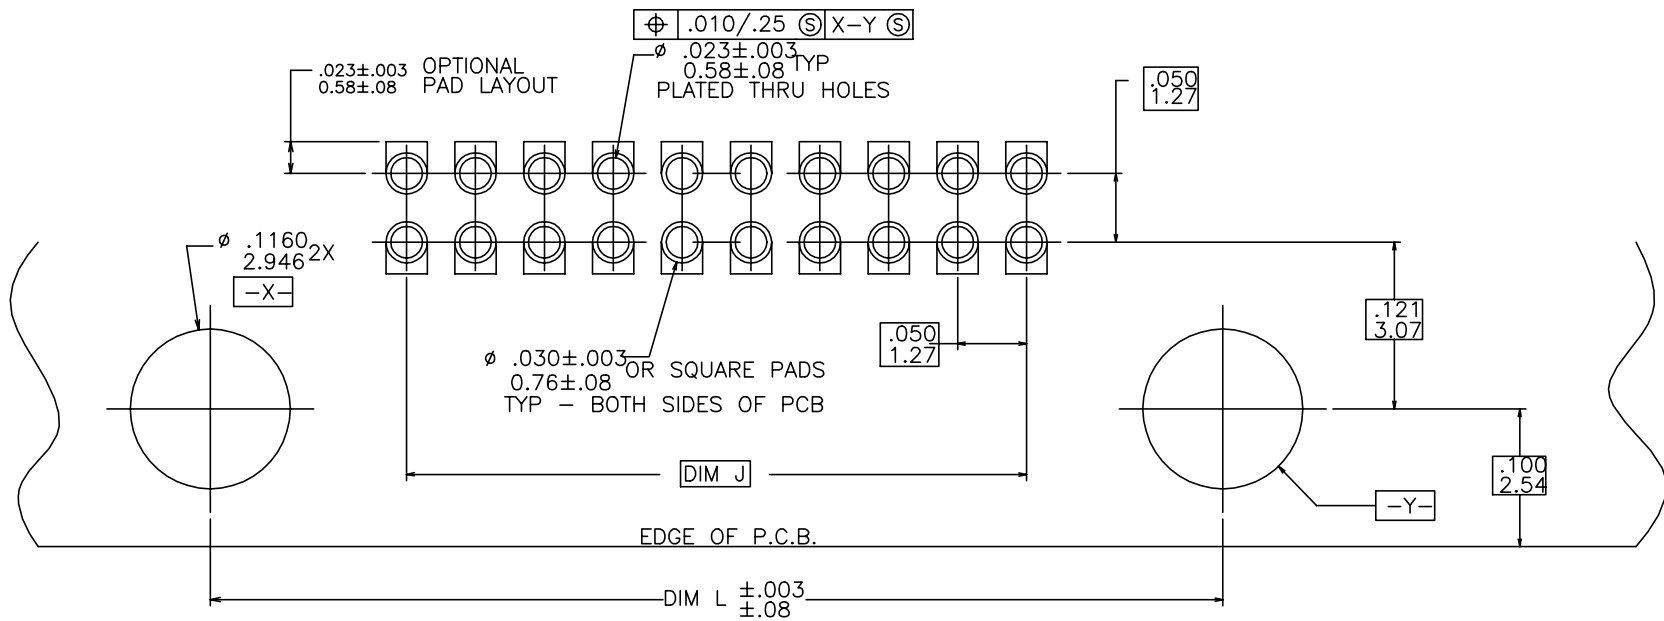 ⌖ .010/.25 Ⓢ X-Y Ⓢ
⌀ .023±.003 TYP
0.58±.08
PLATED THRU HOLES
.023±.003 OPTIONAL
0.58±.08 PAD LAYOUT
.050
1.27
⌀ .1160 2X
2.946
-X-
.050
1.27
.121
3.07
⌀ .030±.003 OR SQUARE PADS
0.76±.08
TYP - BOTH SIDES OF PCB
DIM J
.100
2.54
-Y-
EDGE OF P.C.B.
DIM L ±.003
±.08